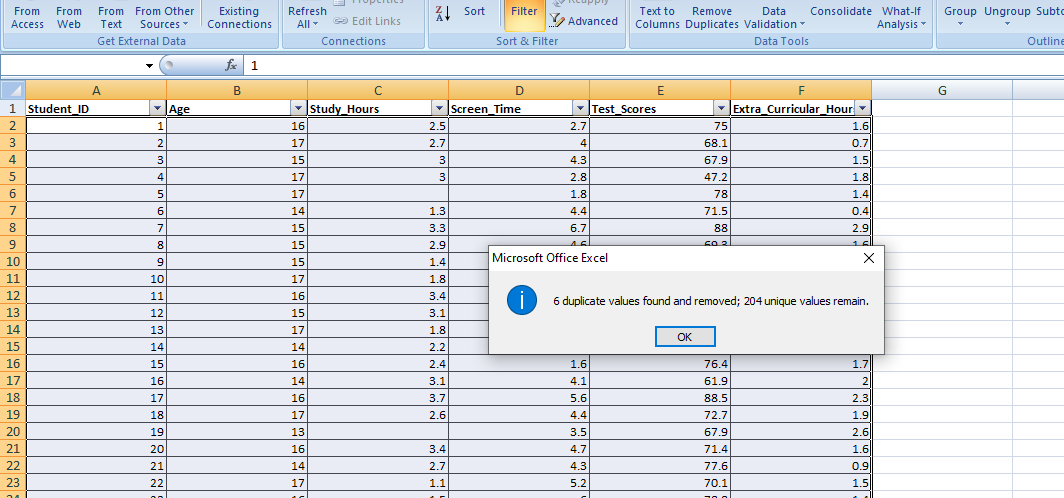 Properties
Reapply
From Access
From Web
From Text
From Other Sources
Existing Connections
Refresh All
Edit Links
Sort
Filter
Advanced
Text to Columns
Remove Duplicates
Data Validation
Consolidate
What-If Analysis
Group
Ungroup
Subto
Get External Data
Connections
Sort & Filter
Data Tools
Outline
fx 1
A B C D E F G
1 Student_ID Age Study_Hours Screen_Time Test_Scores Extra_Curricular_Hour
2 1 16 2.5 2.7 75 1.6
3 2 17 2.7 4 68.1 0.7
4 3 15 3 4.3 67.9 1.5
5 4 17 3 2.8 47.2 1.8
6 5 17 1.8 78 1.4
7 6 14 1.3 4.4 71.5 0.4
8 7 15 3.3 6.7 88 2.9
9 8 15 2.9
10 9 15 1.4
11 10 17 1.8
12 11 16 3.4
13 12 15 3.1
14 13 17 1.8
15 14 14 2.2
Microsoft Office Excel
6 duplicate values found and removed; 204 unique values remain.
OK
16 15 16 2.4 1.6 76.4 1.7
17 16 14 3.1 4.1 61.9 2
18 17 16 3.7 5.6 88.5 2.3
19 18 17 2.6 4.4 72.7 1.9
20 19 13 3.5 67.9 2.6
21 20 16 3.4 4.7 71.4 1.6
22 21 14 2.7 4.3 77.6 0.9
23 22 17 1.1 5.2 70.1 1.5